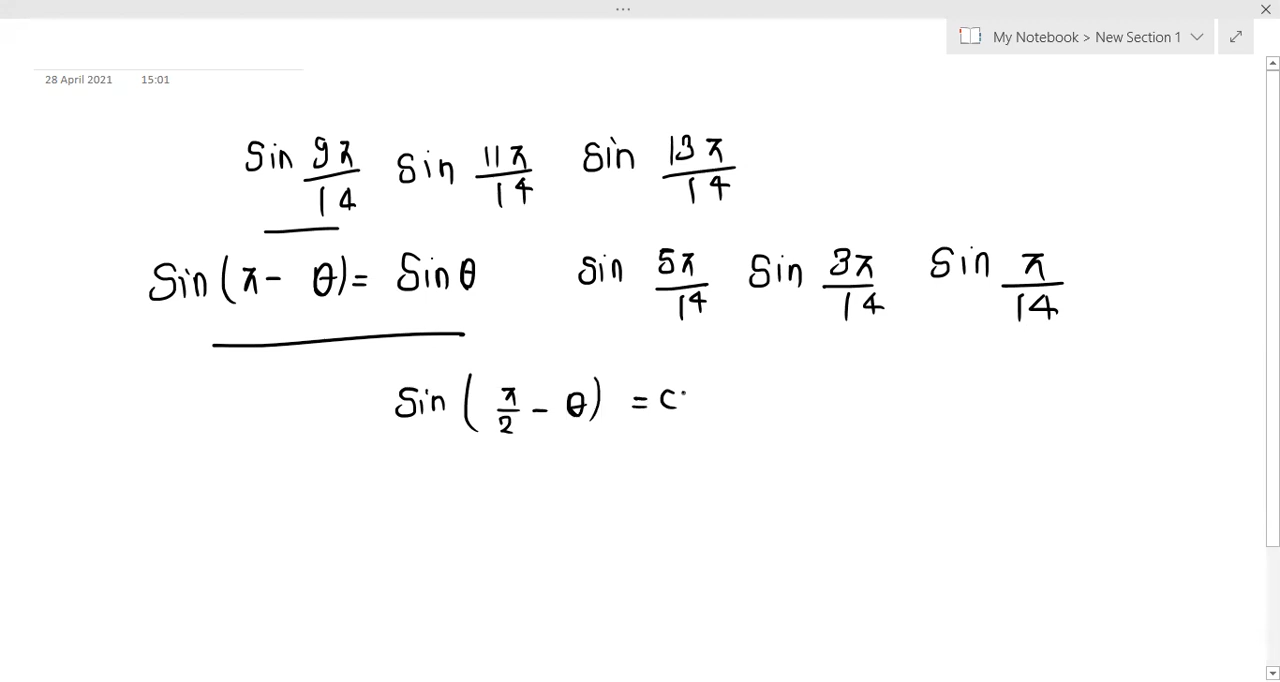 ...
My Notebook > New Section 1
28 April 2021 15:01
Sin 9π/14 Sin 11π/14 Sin 13π/14
Sin(π - θ) = Sinθ Sin 5π/14 Sin 3π/14 Sin π/14
Sin(π/2 - θ) = c